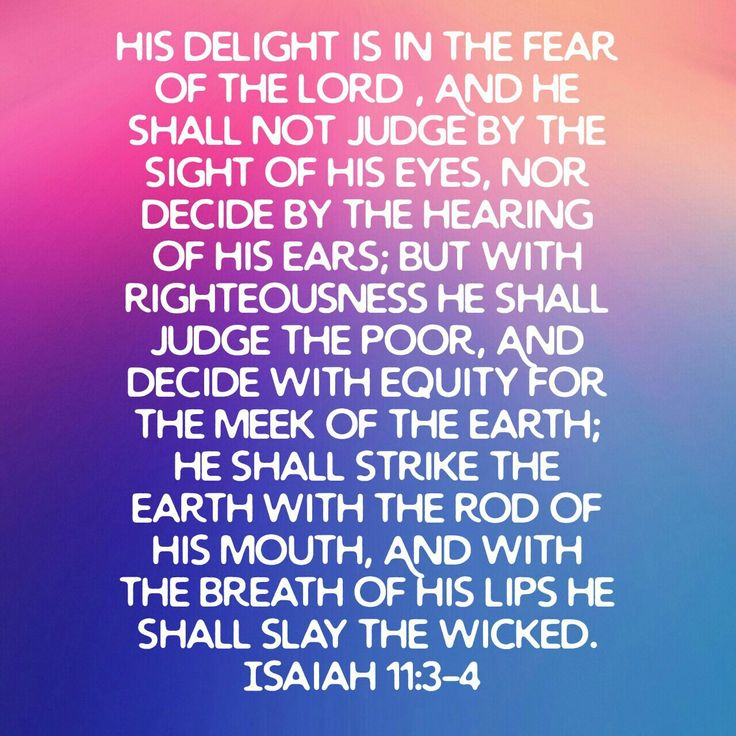 HIS DELIGHT IS IN THE FEAR
OF THE LORD , AND HE
SHALL NOT JUDGE BY THE
SIGHT OF HIS EYES, NOR
DECIDE BY THE HEARING
OF HIS EARS; BUT WITH
RIGHTEOUSNESS HE SHALL
JUDGE THE POOR, AND
DECIDE WITH EQUITY FOR
THE MEEK OF THE EARTH;
HE SHALL STRIKE THE
EARTH WITH THE ROD OF
HIS MOUTH, AND WITH
THE BREATH OF HIS LIPS HE
SHALL SLAY THE WICKED.
ISAIAH 11:3-4